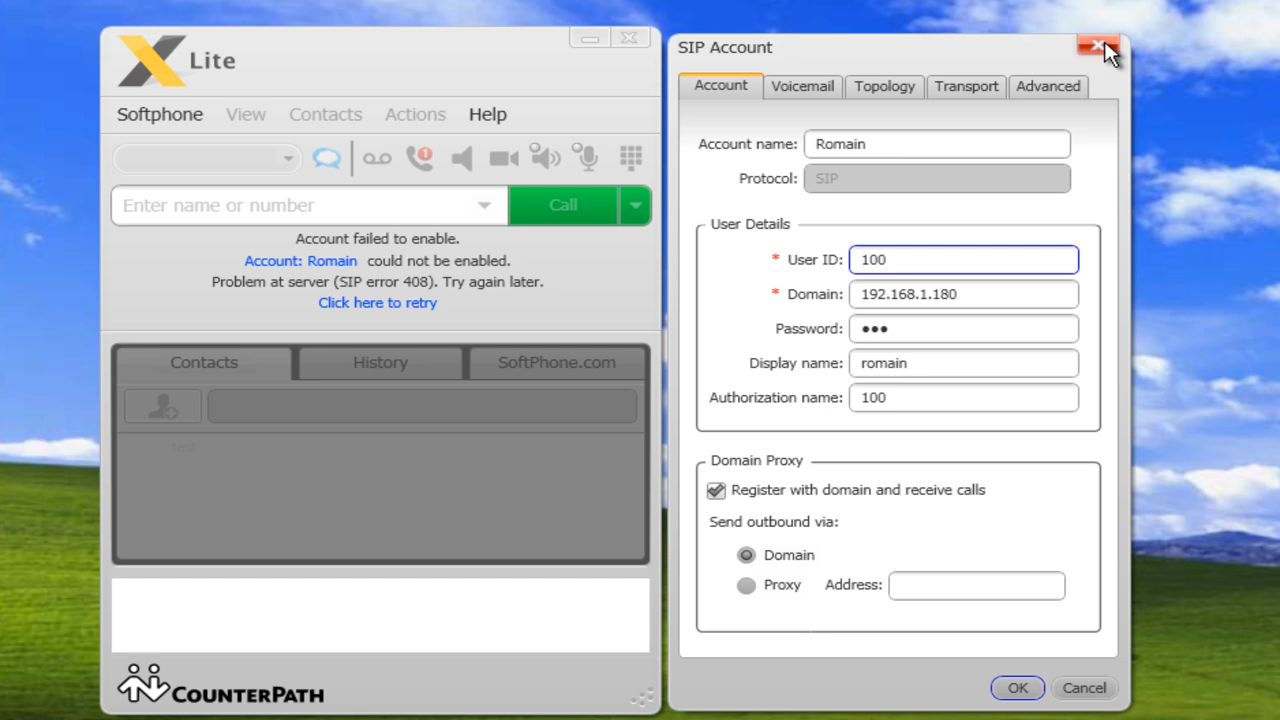 X Lite
Softphone View Contacts Actions Help
1
Enter name or number
Call
Account failed to enable.
Account: Romain could not be enabled.
Problem at server (SIP error 408). Try again later.
Click here to retry
Contacts History SoftPhone.com
COUNTERPATH
SIP Account
Account Voicemail Topology Transport Advanced
Account name: Romain
Protocol: SIP
User Details
* User ID: 100
* Domain: 192.168.1.180
Password: •••
Display name: romain
Authorization name: 100
Domain Proxy
Register with domain and receive calls
Send outbound via:
Domain
Proxy Address:
OK Cancel